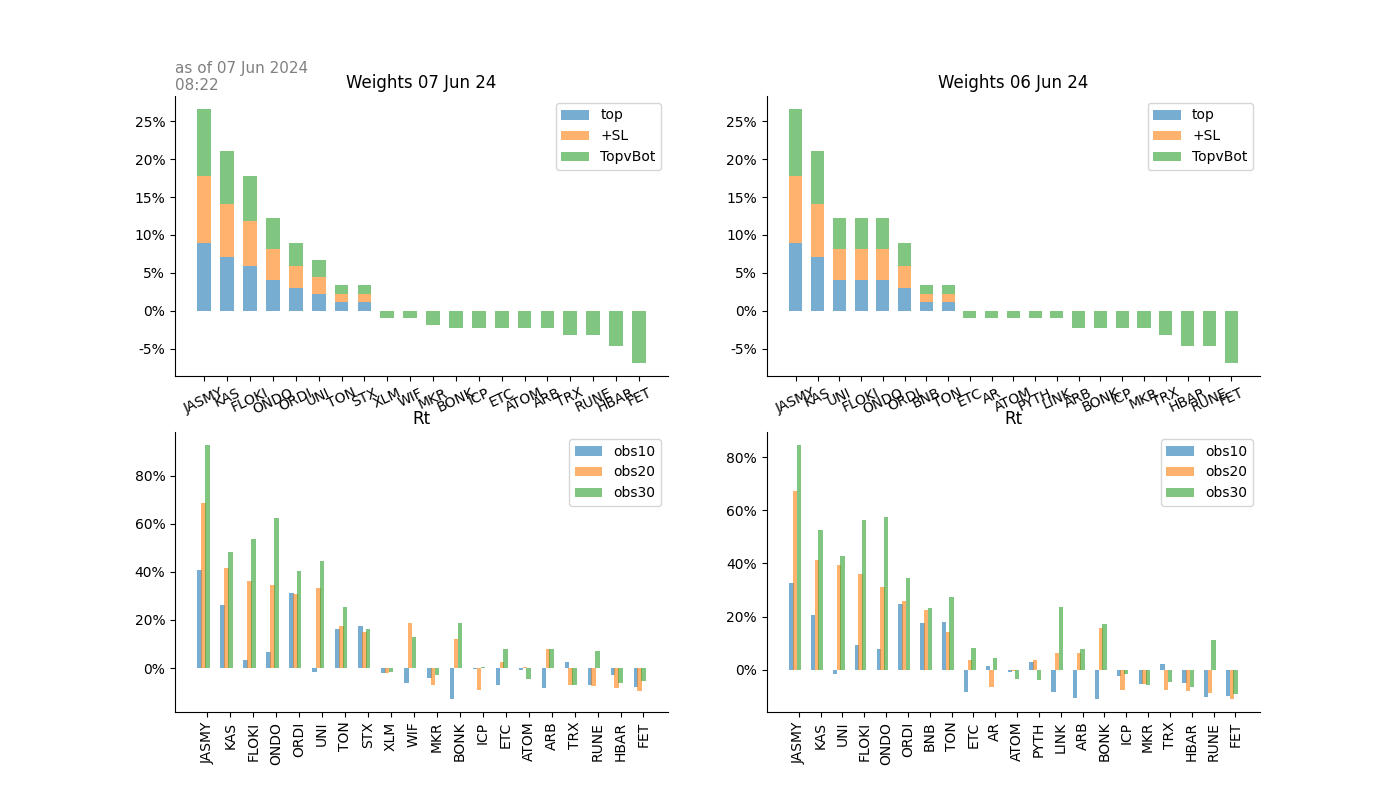 as of 07 Jun 2024
08:22
Weights 07 Jun 24
25%
20%
15%
10%
5%
0%
-5%
top
+SL
TopvBot
JASMY KAS FLOKI ONDO ORDI UNI TON STX XLM WIF MKR BONK ICP ETC ATOM ARB TRX RUNE HBAR FET
Weights 06 Jun 24
25%
20%
15%
10%
5%
0%
-5%
top
+SL
TopvBot
JASMY KAS UNI FLOKI ONDO ORDI BNB TON ETC AR ATOM PYTH LINK ARB BONK ICP MKR TRX HBAR RUNE FET
Rt
80%
60%
40%
20%
0%
obs10
obs20
obs30
JASMY KAS FLOKI ONDO ORDI UNI TON STX XLM WIF MKR BONK ICP ETC ATOM ARB TRX RUNE HBAR FET
Rt
80%
60%
40%
20%
0%
obs10
obs20
obs30
JASMY KAS UNI FLOKI ONDO ORDI BNB TON ETC AR ATOM PYTH LINK ARB BONK ICP MKR TRX HBAR RUNE FET